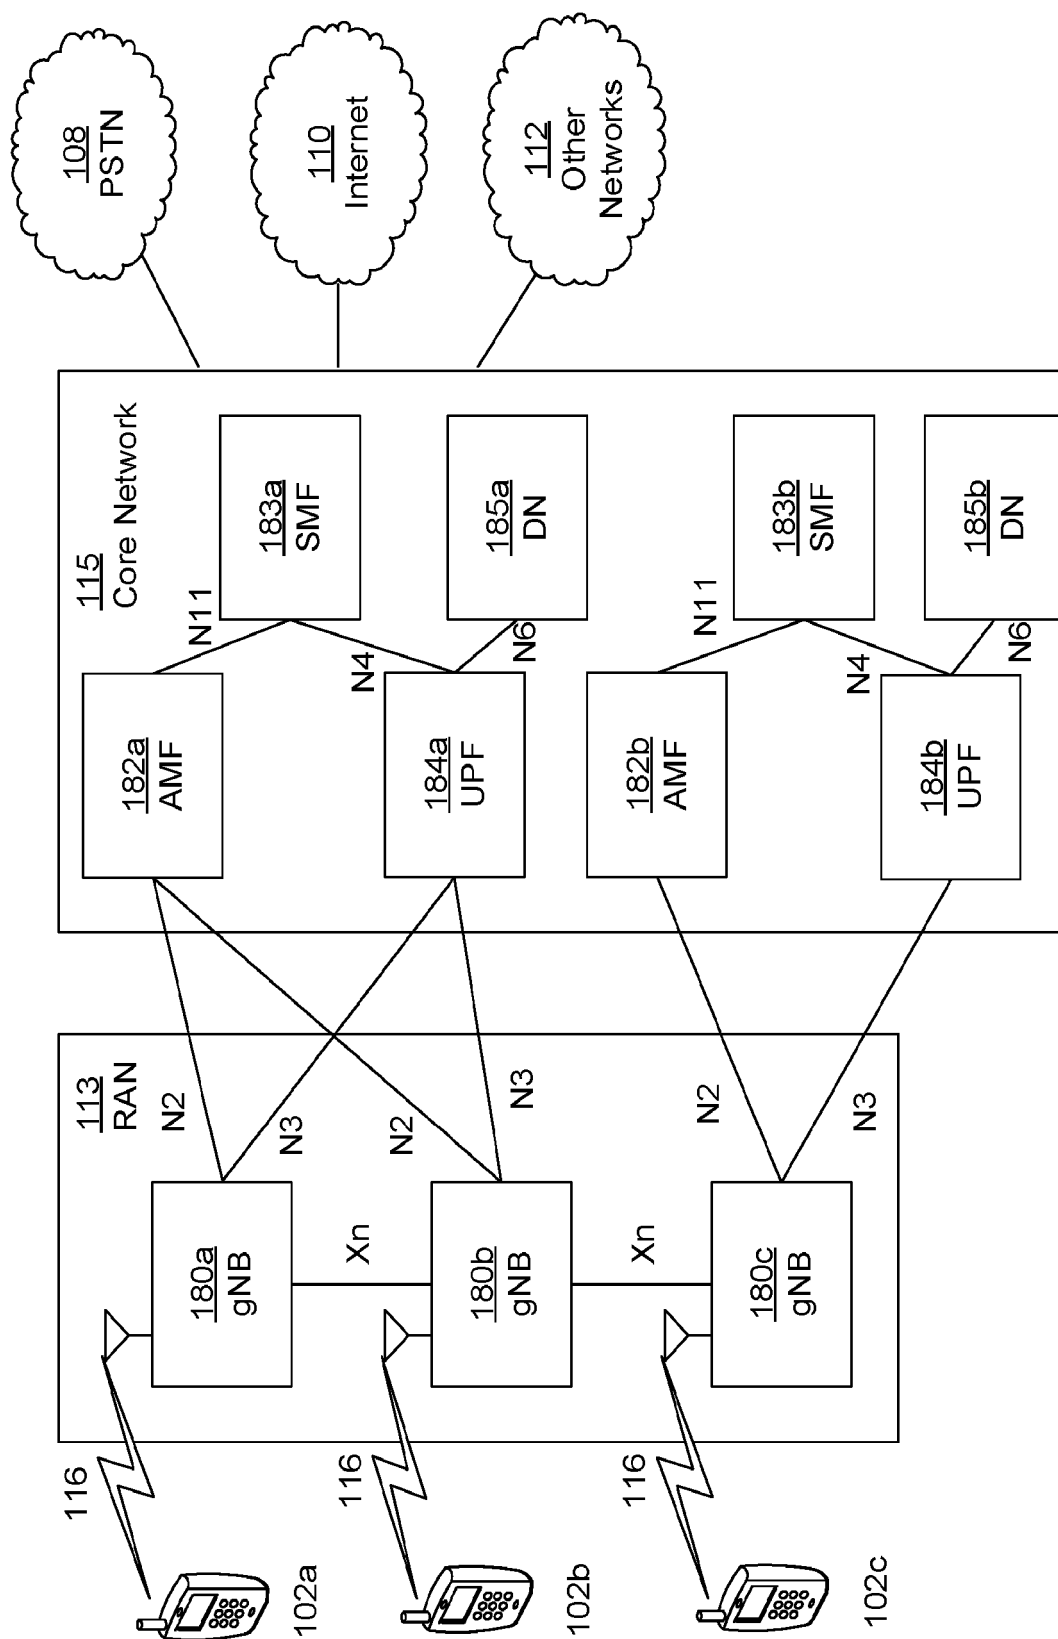 108
PSTN
110
Internet
112
Other
Networks
115
Core Network
183a
SMF
185a
DN
183b
SMF
185b
DN
N11
N4
N6
N11
N4
N6
182a
AMF
184a
UPF
182b
AMF
184b
UPF
113
RAN
N2
N3
N2
N3
N2
N3
180a
gNB
Xn
180b
gNB
Xn
180c
gNB
116
116
116
102a
102b
102c